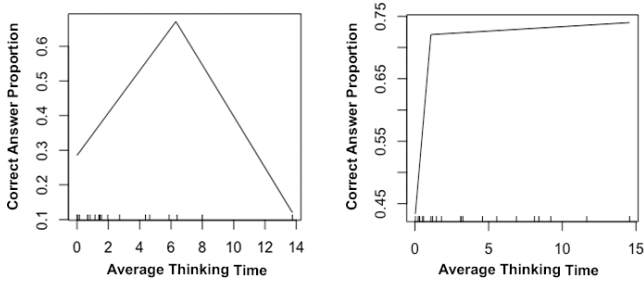 Correct Answer Proportion
0.6
0.5
0.4
0.3
0.2
0.1
0 2 4 6 8 10 12 14
Average Thinking Time
Correct Answer Proportion
0.75
0.65
0.55
0.45
0 5 10 15
Average Thinking Time